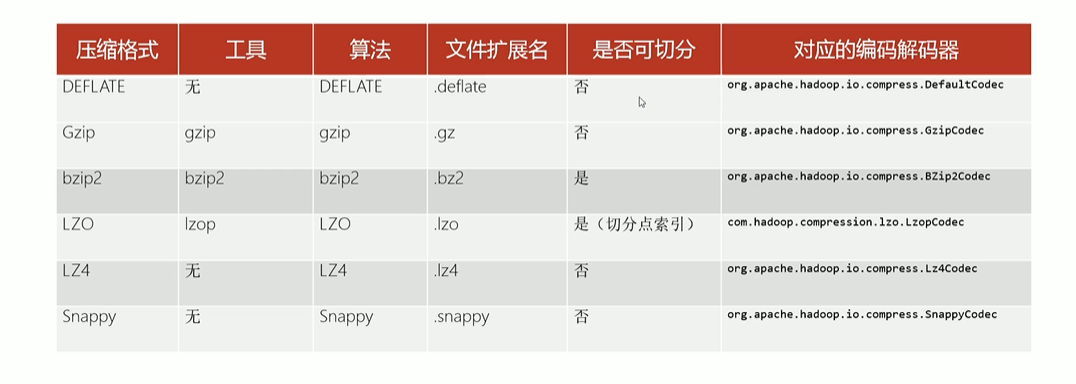 压缩格式 工具 算法 文件扩展名 是否可切分 对应的编码解码器
DEFLATE 无 DEFLATE .deflate 否 org.apache.hadoop.io.compress.DefaultCodec
Gzip gzip gzip .gz 否 org.apache.hadoop.io.compress.GzipCodec
bzip2 bzip2 bzip2 .bz2 是 org.apache.hadoop.io.compress.BZip2Codec
LZO lzop LZO .lzo 是（切分点索引） com.hadoop.compression.lzo.LzopCodec
LZ4 无 LZ4 .lz4 否 org.apache.hadoop.io.compress.Lz4Codec
Snappy 无 Snappy .snappy 否 org.apache.hadoop.io.compress.SnappyCodec